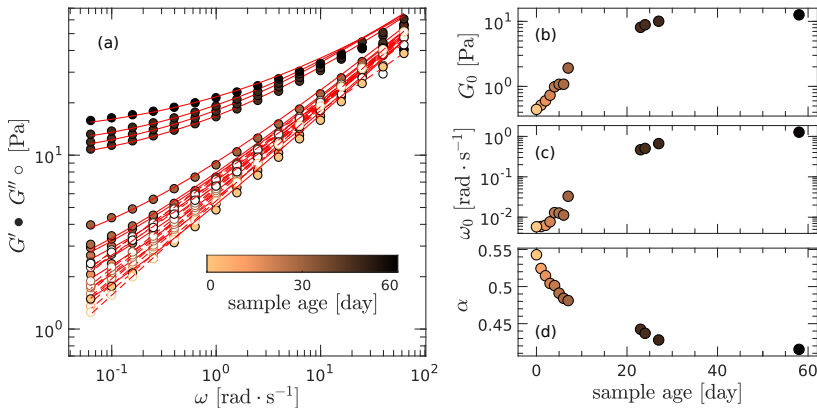 (a)
G′ ● G″ ○ [Pa]
10¹
10⁰
0
30
60
sample age [day]
10⁻¹
10⁰
10¹
10²
ω [rad · s⁻¹]
(b)
G₀ [Pa]
10¹
10⁰
(c)
ω₀ [rad · s⁻¹]
10⁰
10⁻¹
10⁻²
(d)
α
0.55
0.5
0.45
0
20
40
60
sample age [day]